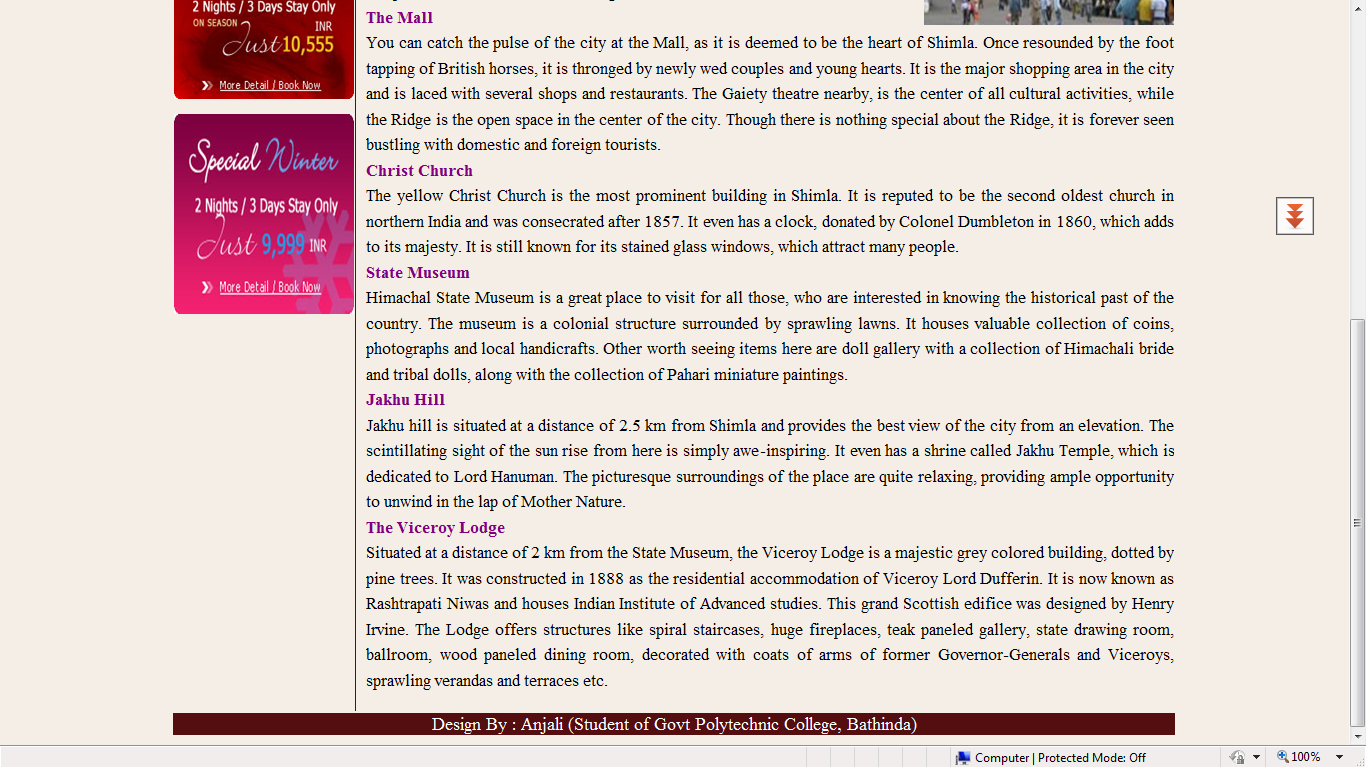 2 Nights / 3 Days Stay Only
ON SEASON
INR
Just 10,555
More Detail / Book Now
Special Winter
2 Nights / 3 Days Stay Only
Just 9,999 INR
More Detail / Book Now
The Mall
You can catch the pulse of the city at the Mall, as it is deemed to be the heart of Shimla. Once resounded by the foot
tapping of British horses, it is thronged by newly wed couples and young hearts. It is the major shopping area in the city
and is laced with several shops and restaurants. The Gaiety theatre nearby, is the center of all cultural activities, while
the Ridge is the open space in the center of the city. Though there is nothing special about the Ridge, it is forever seen
bustling with domestic and foreign tourists.
Christ Church
The yellow Christ Church is the most prominent building in Shimla. It is reputed to be the second oldest church in
northern India and was consecrated after 1857. It even has a clock, donated by Colonel Dumbleton in 1860, which adds
to its majesty. It is still known for its stained glass windows, which attract many people.
State Museum
Himachal State Museum is a great place to visit for all those, who are interested in knowing the historical past of the
country. The museum is a colonial structure surrounded by sprawling lawns. It houses valuable collection of coins,
photographs and local handicrafts. Other worth seeing items here are doll gallery with a collection of Himachali bride
and tribal dolls, along with the collection of Pahari miniature paintings.
Jakhu Hill
Jakhu hill is situated at a distance of 2.5 km from Shimla and provides the best view of the city from an elevation. The
scintillating sight of the sun rise from here is simply awe-inspiring. It even has a shrine called Jakhu Temple, which is
dedicated to Lord Hanuman. The picturesque surroundings of the place are quite relaxing, providing ample opportunity
to unwind in the lap of Mother Nature.
The Viceroy Lodge
Situated at a distance of 2 km from the State Museum, the Viceroy Lodge is a majestic grey colored building, dotted by
pine trees. It was constructed in 1888 as the residential accommodation of Viceroy Lord Dufferin. It is now known as
Rashtrapati Niwas and houses Indian Institute of Advanced studies. This grand Scottish edifice was designed by Henry
Irvine. The Lodge offers structures like spiral staircases, huge fireplaces, teak paneled gallery, state drawing room,
ballroom, wood paneled dining room, decorated with coats of arms of former Governor-Generals and Viceroys,
sprawling verandas and terraces etc.
Design By : Anjali (Student of Govt Polytechnic College, Bathinda)
Computer | Protected Mode: Off
100%